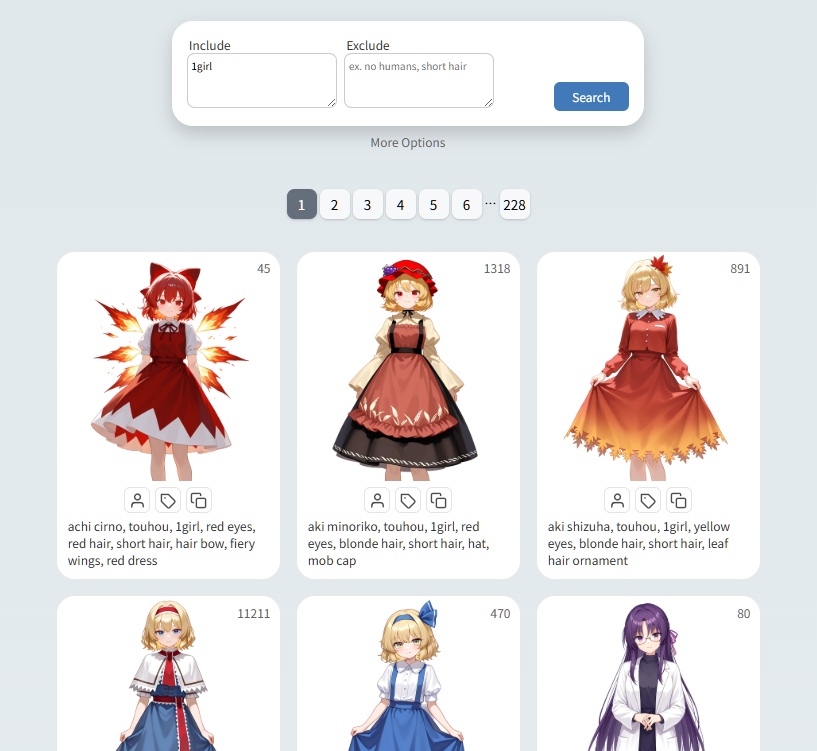 Include Exclude
1girl ex. no humans, short hair
Search
More Options
1 2 3 4 5 6 ... 228
45
1318
891
achi cirno, touhou, 1girl, red eyes,
red hair, short hair, hair bow, fiery
wings, red dress
aki minoriko, touhou, 1girl, red
eyes, blonde hair, short hair, hat,
mob cap
aki shizuha, touhou, 1girl, yellow
eyes, blonde hair, short hair, leaf
hair ornament
11211
470
80